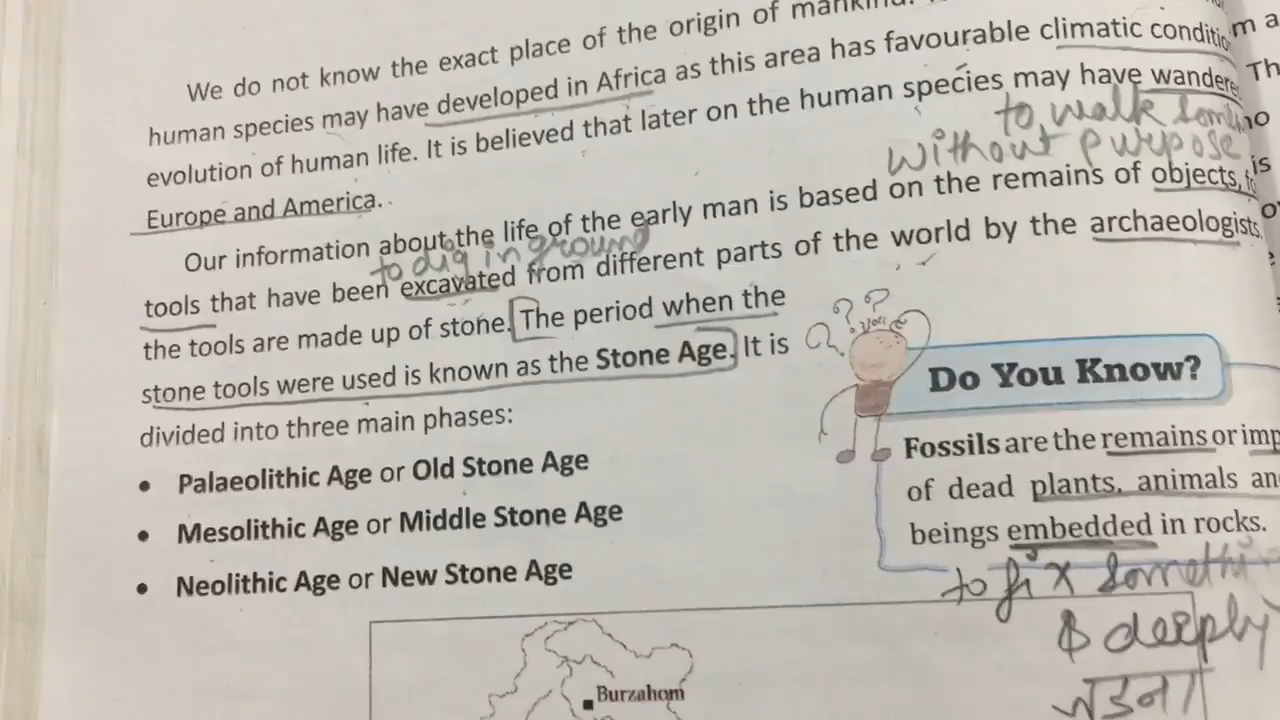 We do not know the exact place of the origin of mankind.
human species may have developed in Africa as this area has favourable climatic conditio
evolution of human life. It is believed that later on the human species may have wandere
to walk
without purpose
Europe and America.
Our information about the life of the early man is based on the remains of objects,
to dig in ground
tools that have been excavated from different parts of the world by the archaeologists.
the tools are made up of stone. The period when the
stone tools were used is known as the Stone Age. It is
divided into three main phases:
• Palaeolithic Age or Old Stone Age
• Mesolithic Age or Middle Stone Age
• Neolithic Age or New Stone Age
? ? ?
Do You Know?
Fossils are the remains or imp
of dead plants, animals an
beings embedded in rocks.
to fix somethi
deeply
Burzahom
m a
Th
no
is